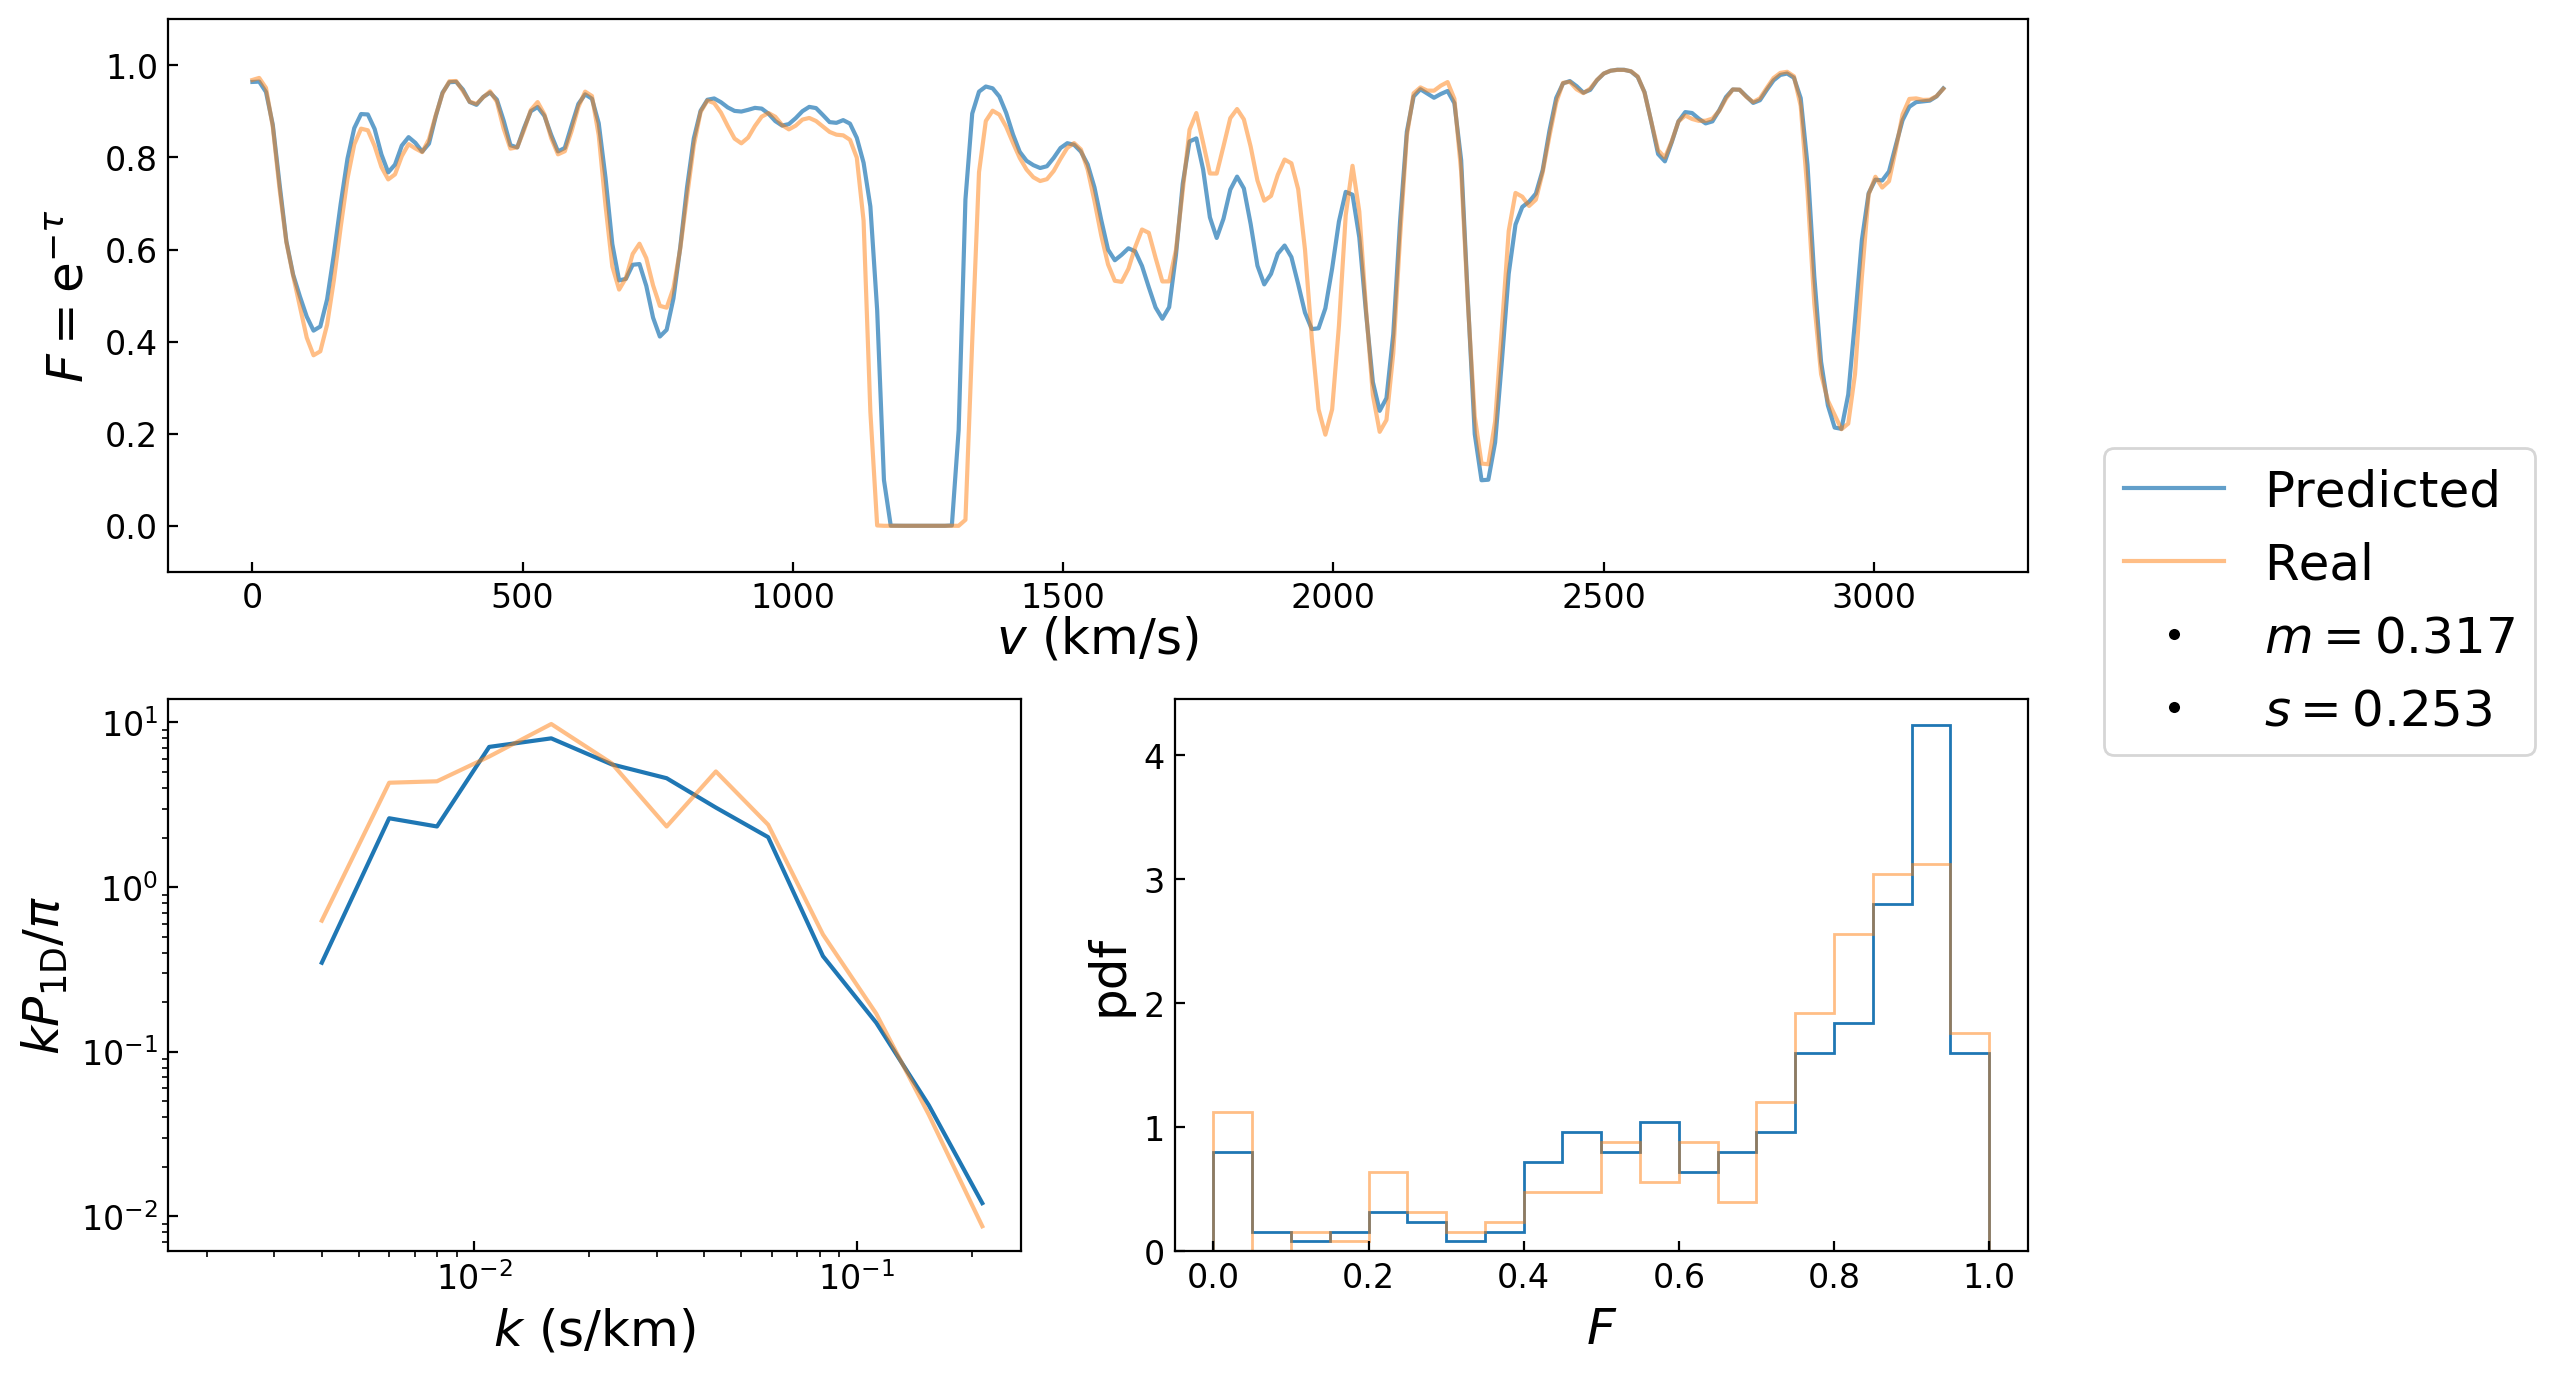 F = e^{−τ}
1.0
0.8
0.6
0.4
0.2
0.0
0 500 1000 1500 2000 2500 3000
v (km/s)
Predicted
Real
m = 0.317
s = 0.253
kP_{1D}/π
10^1
10^0
10^{−1}
10^{−2}
10^{−2} 10^{−1}
k (s/km)
pdf
4
3
2
1
0
0.0 0.2 0.4 0.6 0.8 1.0
F